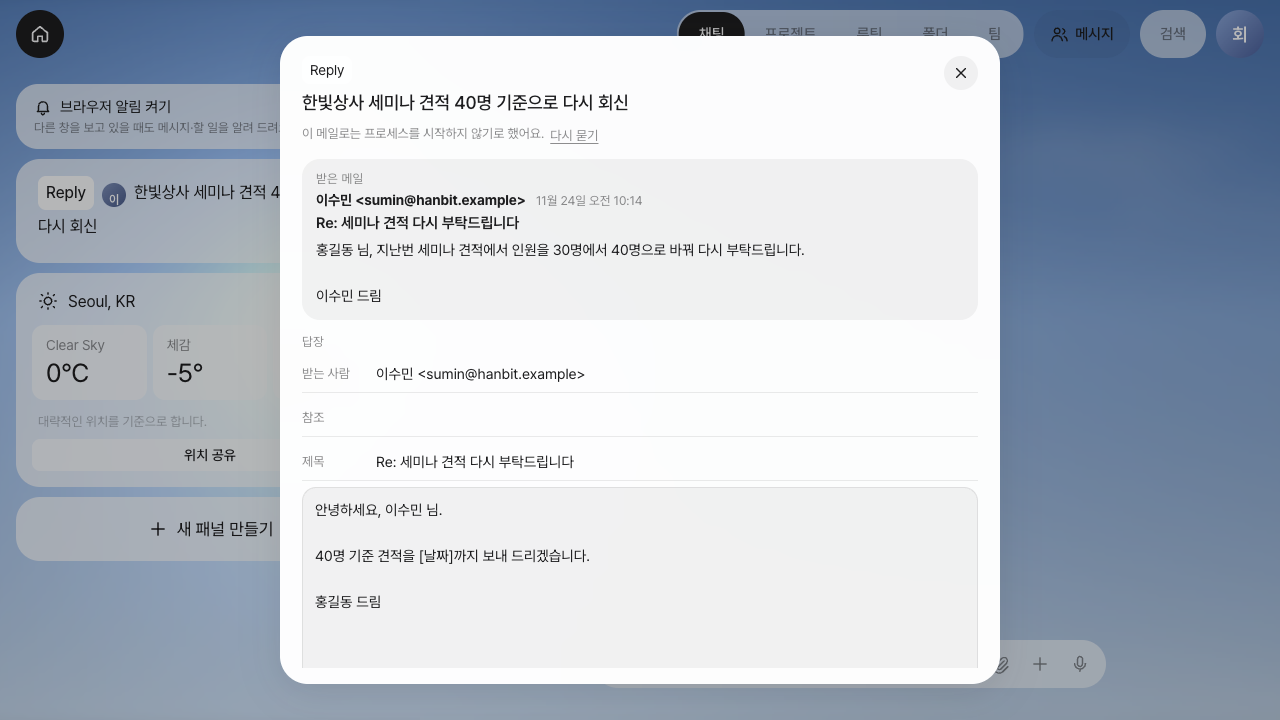 채팅 프로젝트 루틴 폴더 팀 메시지 검색 회
브라우저 알림 켜기
다른 창을 보고 있을 때도 메시지·할 일을 알려 드려
Reply 이 한빛상사 세미나 견적 4
다시 회신
Seoul, KR
Clear Sky 체감
0°C -5°
대략적인 위치를 기준으로 합니다.
위치 공유
새 패널 만들기
Reply
한빛상사 세미나 견적 40명 기준으로 다시 회신
이 메일로는 프로세스를 시작하지 않기로 했어요. 다시 묻기
받은 메일
이수민 <sumin@hanbit.example> 11월 24일 오전 10:14
Re: 세미나 견적 다시 부탁드립니다
홍길동 님, 지난번 세미나 견적에서 인원을 30명에서 40명으로 바꿔 다시 부탁드립니다.
이수민 드림
답장
받는 사람 이수민 <sumin@hanbit.example>
참조
제목 Re: 세미나 견적 다시 부탁드립니다
안녕하세요, 이수민 님.
40명 기준 견적을 [날짜]까지 보내 드리겠습니다.
홍길동 드림